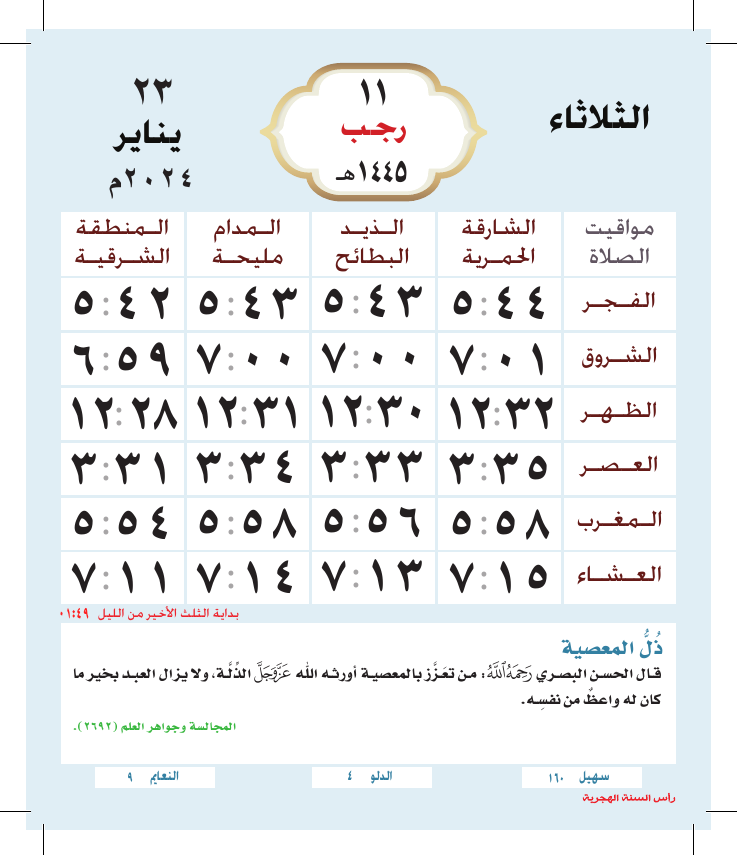 الثلاثاء
١١
رجب
١٤٤٥هـ
٢٣
يناير
٢٠٢٤م
مواقيت الصلاة | الشارقة الحمرية | الذيد البطائح | المدام مليحة | المنطقة الشرقية
الفجر | ٥:٤٤ | ٥:٤٣ | ٥:٤٣ | ٥:٤٢
الشروق | ٧:٠١ | ٧:٠٠ | ٧:٠٠ | ٦:٥٩
الظهر | ١٢:٣٢ | ١٢:٣٠ | ١٢:٣١ | ١٢:٢٨
العصر | ٣:٣٥ | ٣:٣٣ | ٣:٣٤ | ٣:٣١
المغرب | ٥:٥٨ | ٥:٥٦ | ٥:٥٨ | ٥:٥٤
العشاء | ٧:١٥ | ٧:١٣ | ٧:١٤ | ٧:١١
بداية الثلث الأخير من الليل ٠١:٤٩
ذُلُّ المعصية
قال الحسن البصري رَحِمَهُ ٱللَّهُ: من تعَزَّز بالمعصية أورثه الله عَزَّوَجَلَّ الذِّلَّة، ولا يزال العبد بخير ما
كان له واعظٌ من نفسِه.
المجالسة وجواهر العلم (٢٦٩٢).
سهيل ١٦٠
الدلو ٤
النعايم ٩
رأس السنة الهجرية